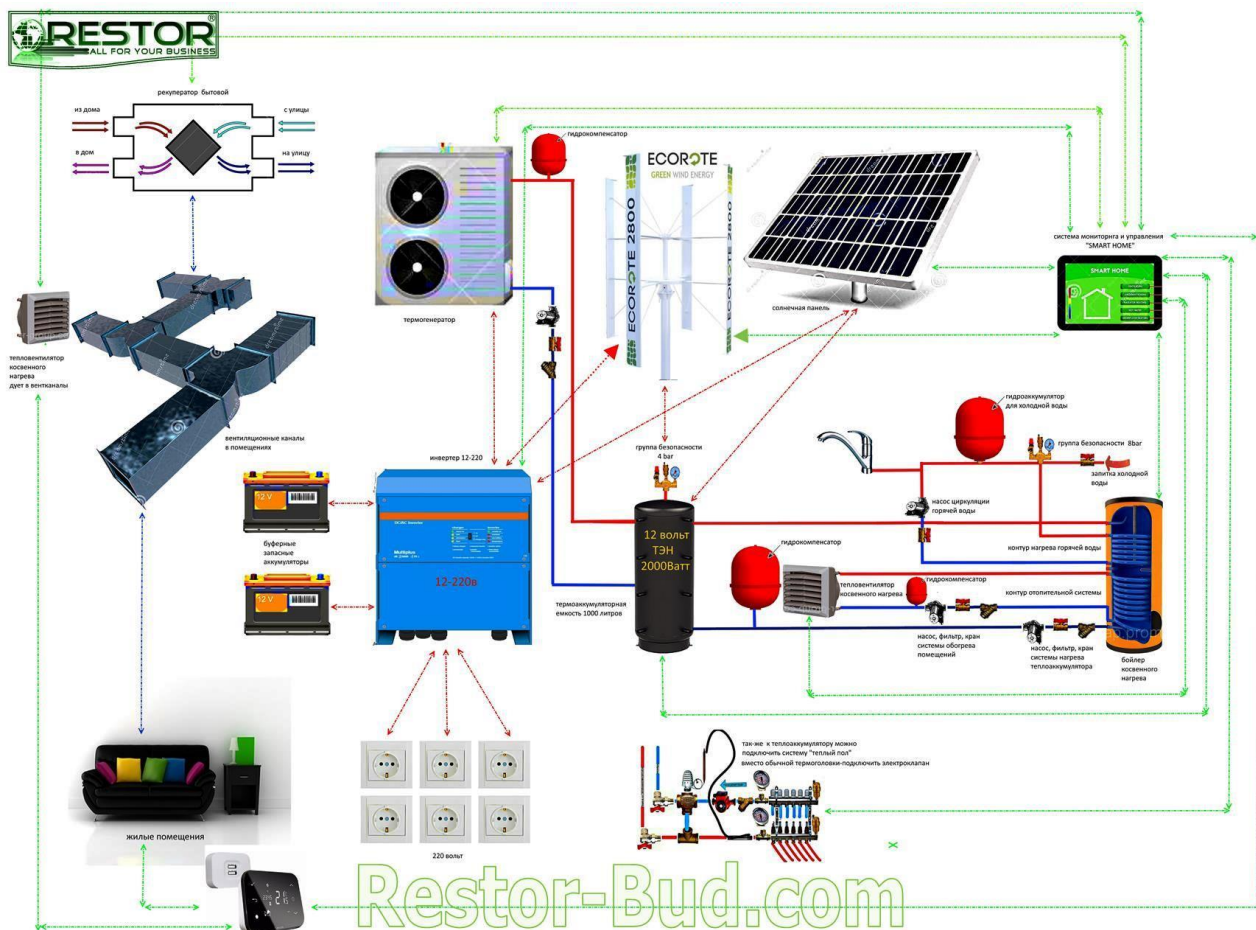 RESTOR®
CALL FOR YOUR BUSINESS
рекуператор бытовой
из дома
с улицы
в дом
на улицу
гидрокомпенсатор
ECOROTE
GREEN WIND ENERGY
ECOROTE 2800
ECOROTE 2800
система монитормга и управления
"SMART HOME"
SMART HOME
солнечная панель
термогенератор
тепловентилятор
косвенного
нагрева
дует в вентканалы
вентиляционные каналы
в помещениях
инвертер 12-220
группа безопасности
4 bar
гидроаккумулятор
для холодной воды
группа безопасности 8bar
запитка холодной
воды
насос циркуляции
горячей воды
12 V
буферные
запасные
аккумуляторы
12 V
Multiplus
12-220в
12 вольт
ТЭН
2000Ватт
термоаккумуляторная
емкость 1000 литров
гидрокомпенсатор
тепловентилятор
косвенного нагрева
гидрокомпенсатор
контур нагрева горячей воды
контур отопительной системы
насос, фильтр, кран
системы обогрева
помещений
насос, фильтр, кран
системы нагрева
теплоаккумулятора
бойлер
косвенного
нагрева
так-же к теплоаккумулятору можно
подключить систему "теплый пол"
вместо обычной термоголовки-подключить электроклапан
жилые помещения
220 вольт
x
Restor-Bud.com